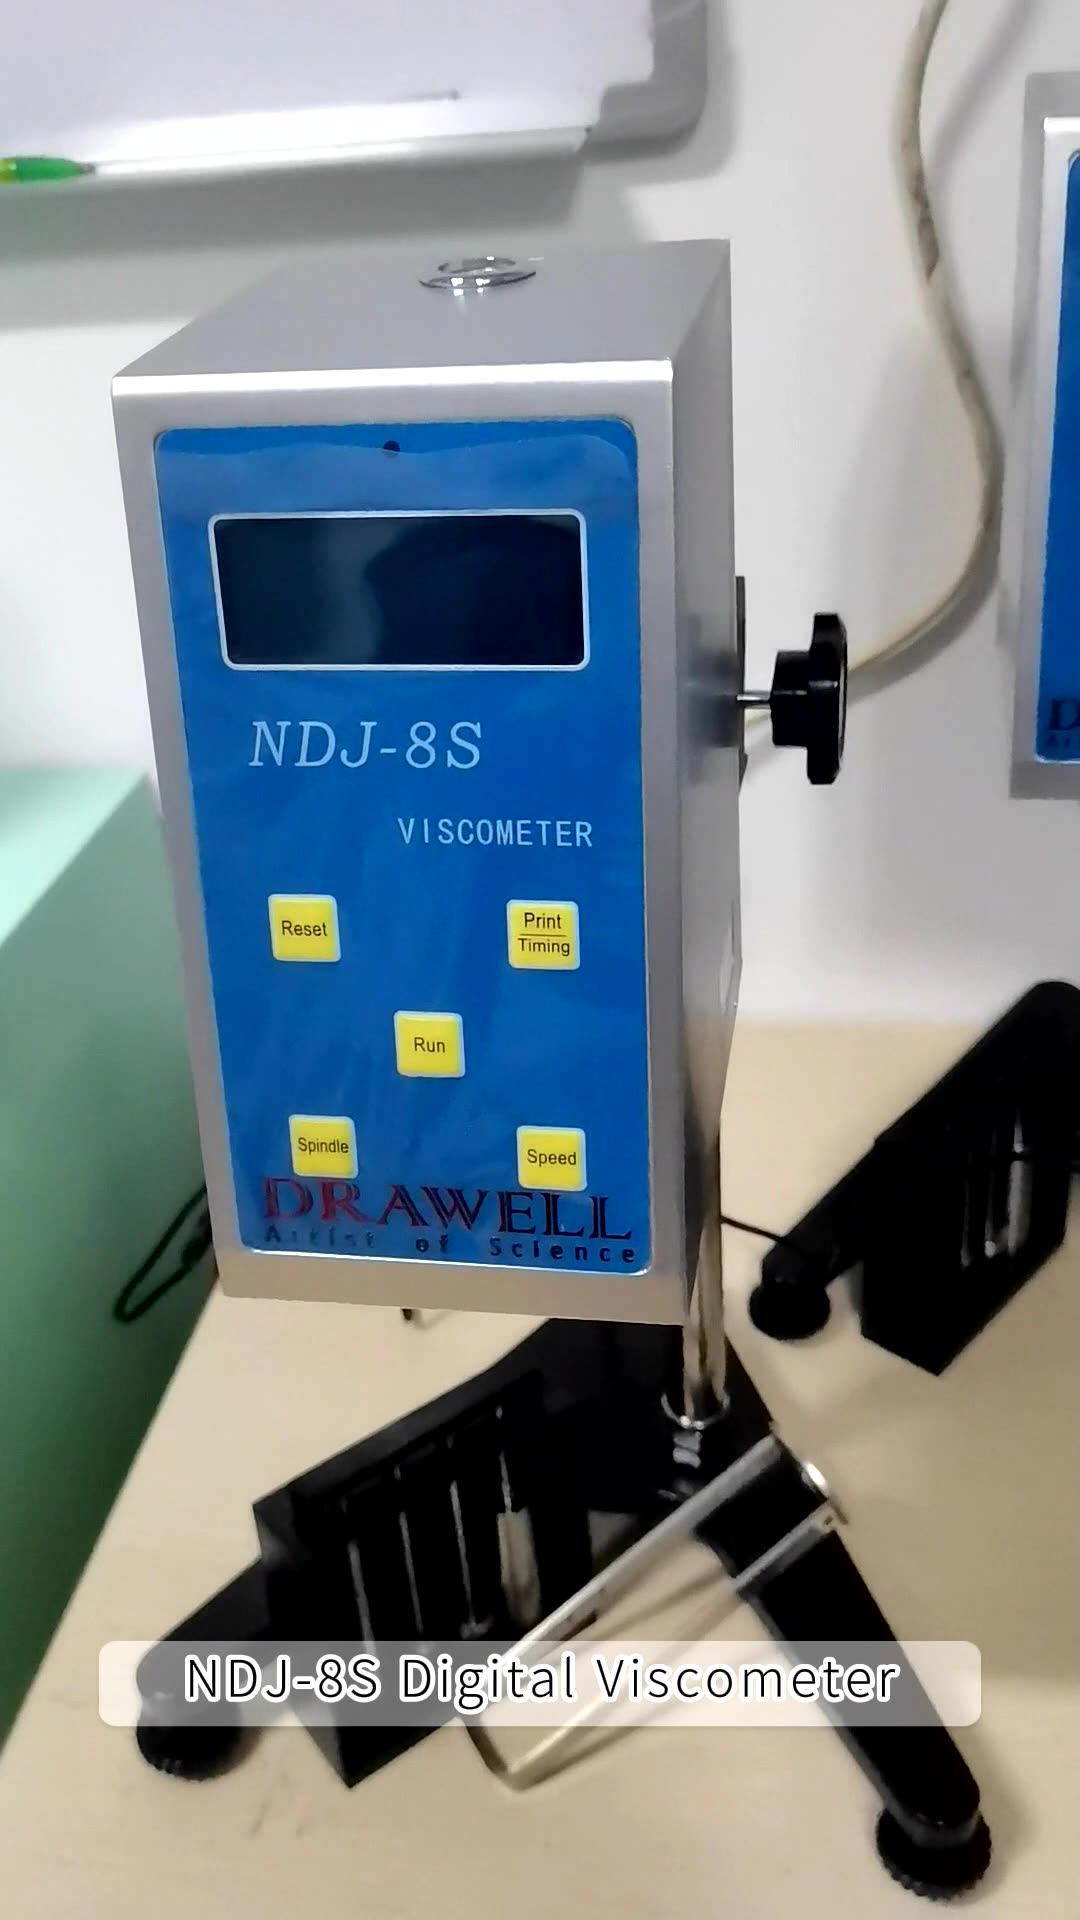 NDJ-8S
VISCOMETER
Reset
Print
Timing
Run
Spindle
Speed
DRAWELL
Artist of Science
NDJ-8S Digital Viscometer